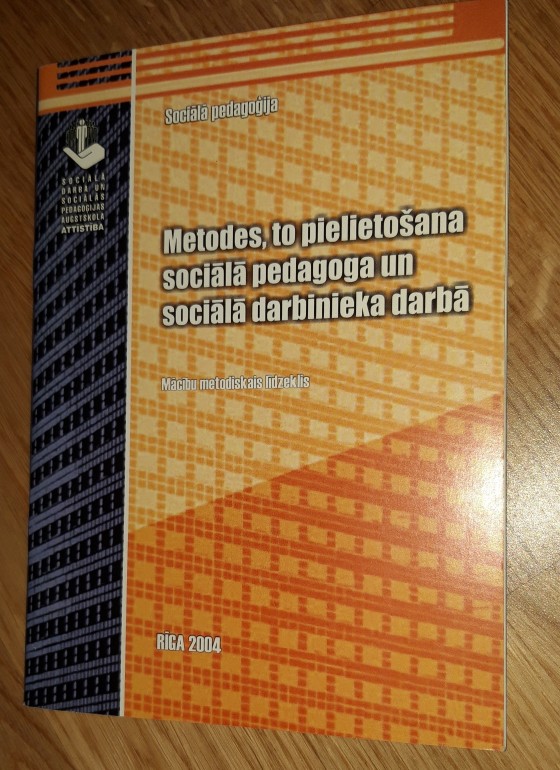 Sociālā pedagoģija
SOCIĀLĀ
DARBA UN
SOCIĀLĀS
PEDAGOĢIJAS
AUGSTSKOLA
ATTĪSTĪBA
Metodes, to pielietošana
sociālā pedagoga un
sociālā darbinieka darbā
Mācību metodiskais līdzeklis
RĪGA 2004